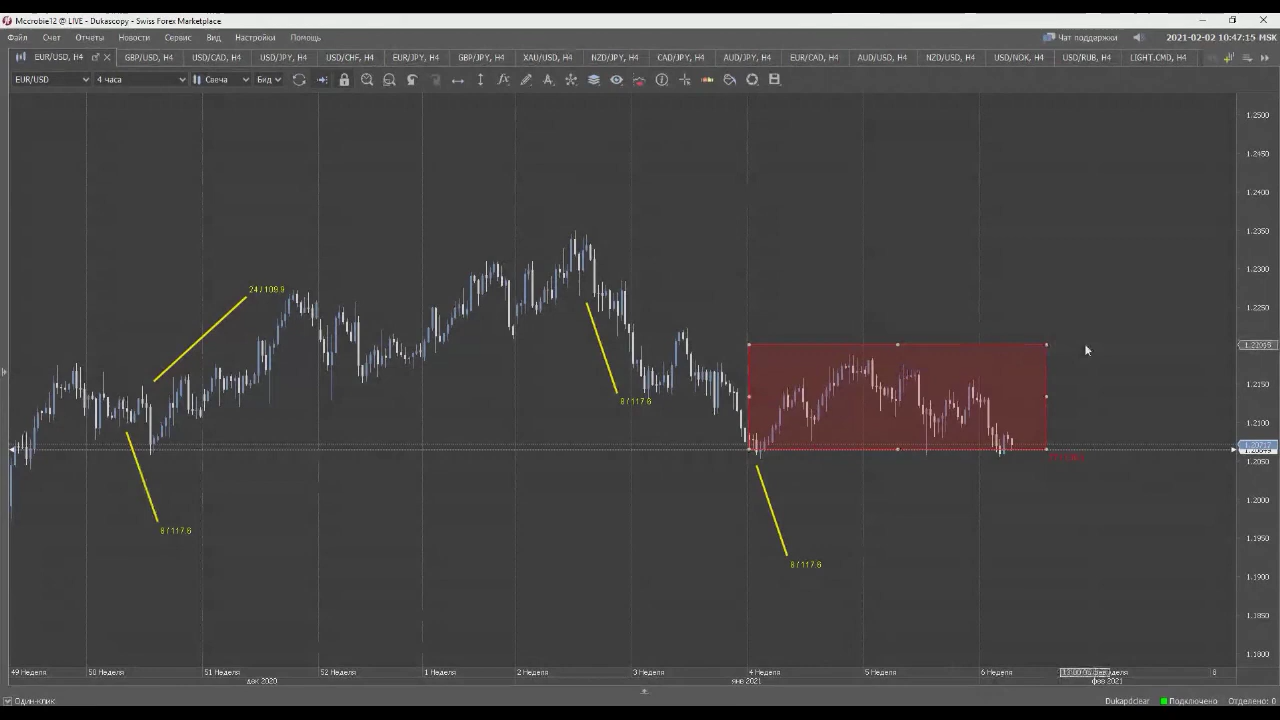 Mccrobie12 @ LIVE - Dukascopy - Swiss Forex Marketplace
Файл Счет Отчеты Новости Сервис Вид Настройки Помощь Чат поддержки 2021-02-02 10:47:15 MSK
EUR/USD, H4 GBP/USD, H4 USD/CAD, H4 USD/JPY, H4 USD/CHF, H4 EUR/JPY, H4 GBP/JPY, H4 XAU/USD, H4 NZD/JPY, H4 CAD/JPY, H4 AUD/JPY, H4 EUR/CAD, H4 AUD/USD, H4 NZD/USD, H4 USD/NOK, H4 USD/RUB, H4 LIGHT.CMD, H4
EUR/USD 4 часа Свеча Бид
1.2500
1.2450
1.2400
1.2350
1.2300
24 / 109.9
1.2250
1.2150
8 / 117.6
1.2100
1.2050
1.2000
8 / 117.6
1.1950
8 / 117.6
1.1900
1.1850
1.1800
49 Неделя 50 Неделя 51 Неделя 52 Неделя 1 Неделя 2 Неделя 3 Неделя 4 Неделя 5 Неделя 6 Неделя 8
дек 2020 янв 2021 фев 2021
Один-клик Dukapdclear Подключено Отделено: 0